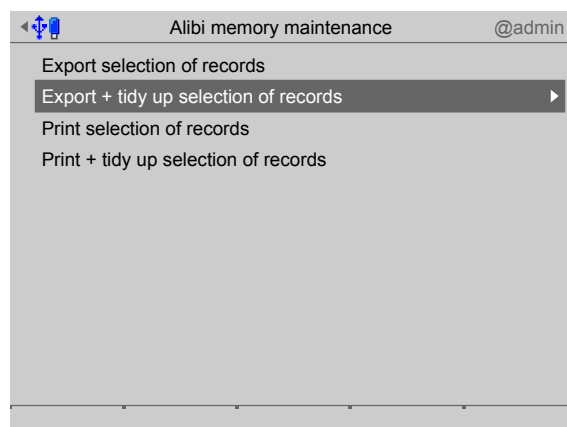 Alibi memory maintenance @admin
Export selection of records
Export + tidy up selection of records
Print selection of records
Print + tidy up selection of records